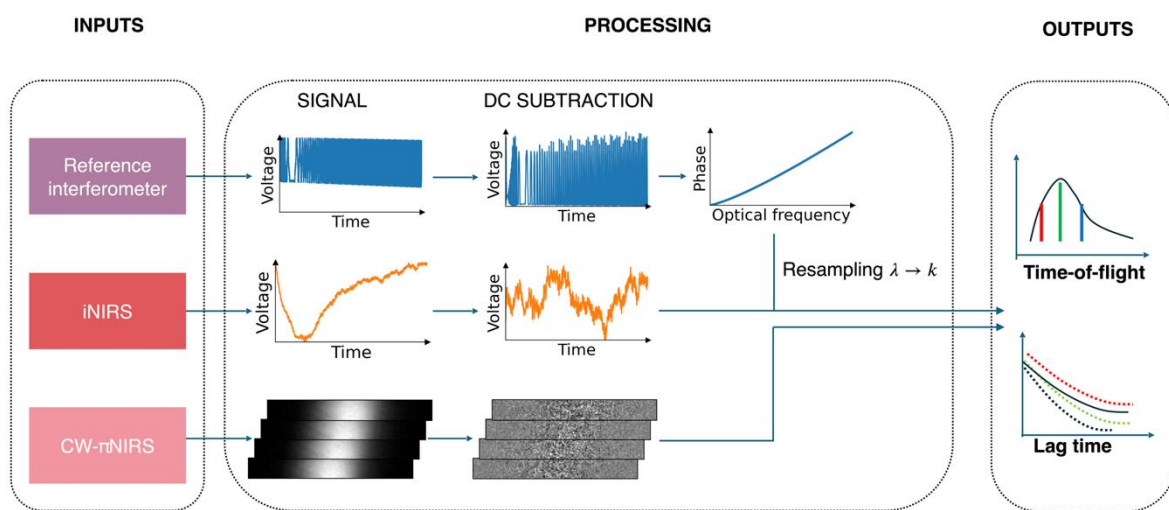 INPUTS
PROCESSING
OUTPUTS
SIGNAL
DC SUBTRACTION
Reference
interferometer
Voltage
Time
Voltage
Time
Phase
Optical frequency
Resampling λ → k
iNIRS
Voltage
Time
Voltage
Time
CW-πNIRS
Time-of-flight
Lag time